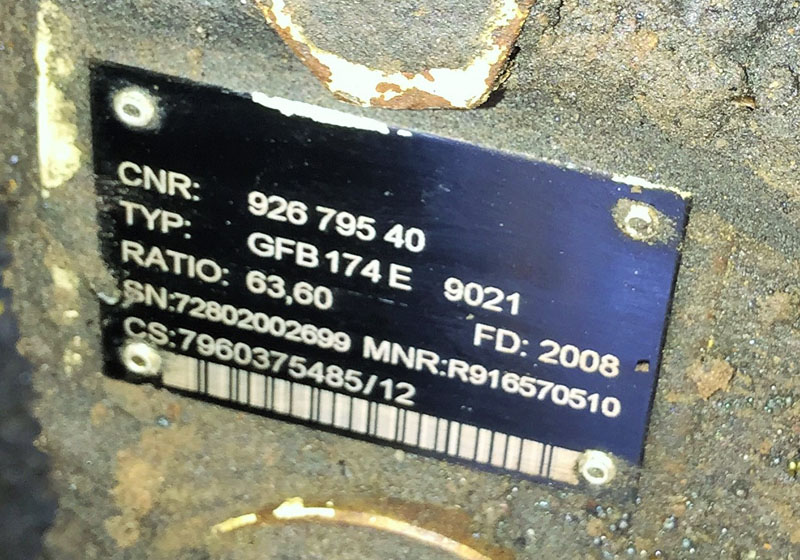 CNR: 926 795 40
TYP: GFB 174 E 9021
RATIO: 63,60 FD: 2008
SN:72802002699 MNR:R916570510
CS:7960375485/12